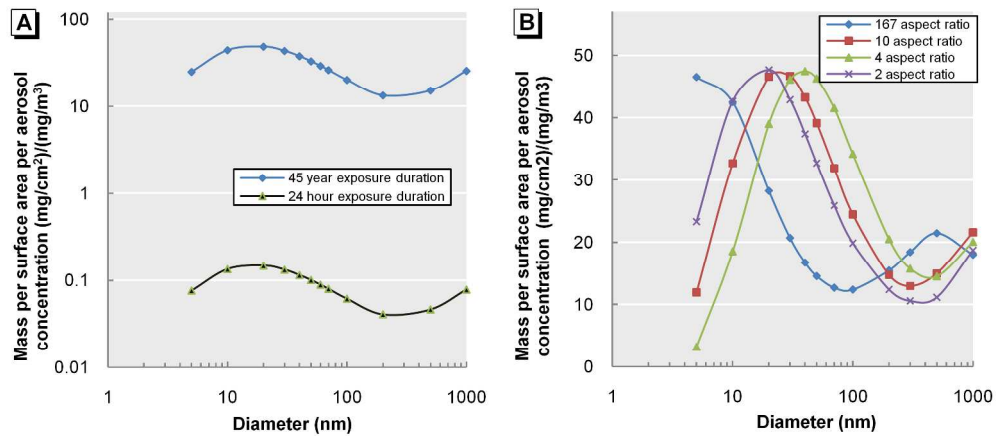 A
Mass per surface area per aerosol
concentration (mg/cm²)/(mg/m³)
100
10
1
0.1
0.01
45 year exposure duration
24 hour exposure duration
1
10
100
1000
Diameter (nm)
B
Mass per surface area per aerosol
concentration (mg/cm2)/(mg/m3)
50
40
30
20
10
0
167 aspect ratio
10 aspect ratio
4 aspect ratio
2 aspect ratio
1
10
100
1000
Diameter (nm)